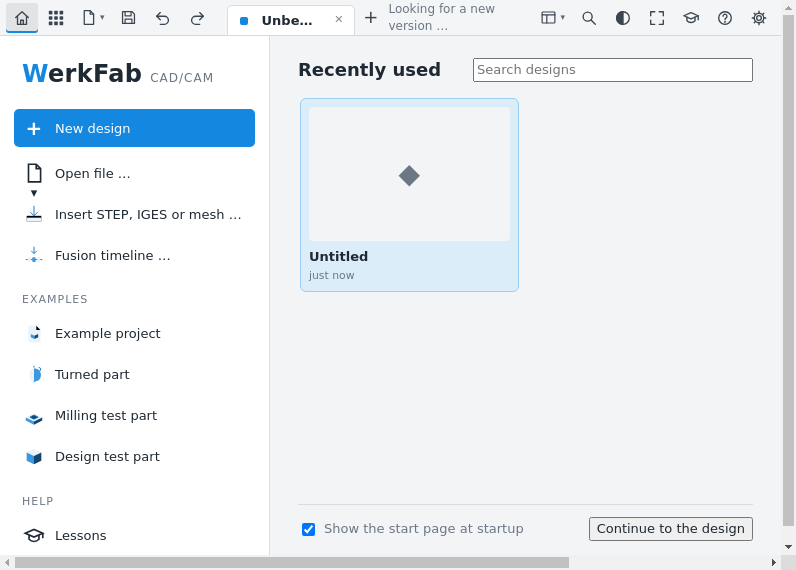 Unbe…
Looking for a new
version …
WerkFab CAD/CAM
New design
Open file …
Insert STEP, IGES or mesh …
Fusion timeline …
EXAMPLES
Example project
Turned part
Milling test part
Design test part
HELP
Lessons
Recently used
Search designs
Untitled
just now
Show the start page at startup
Continue to the design